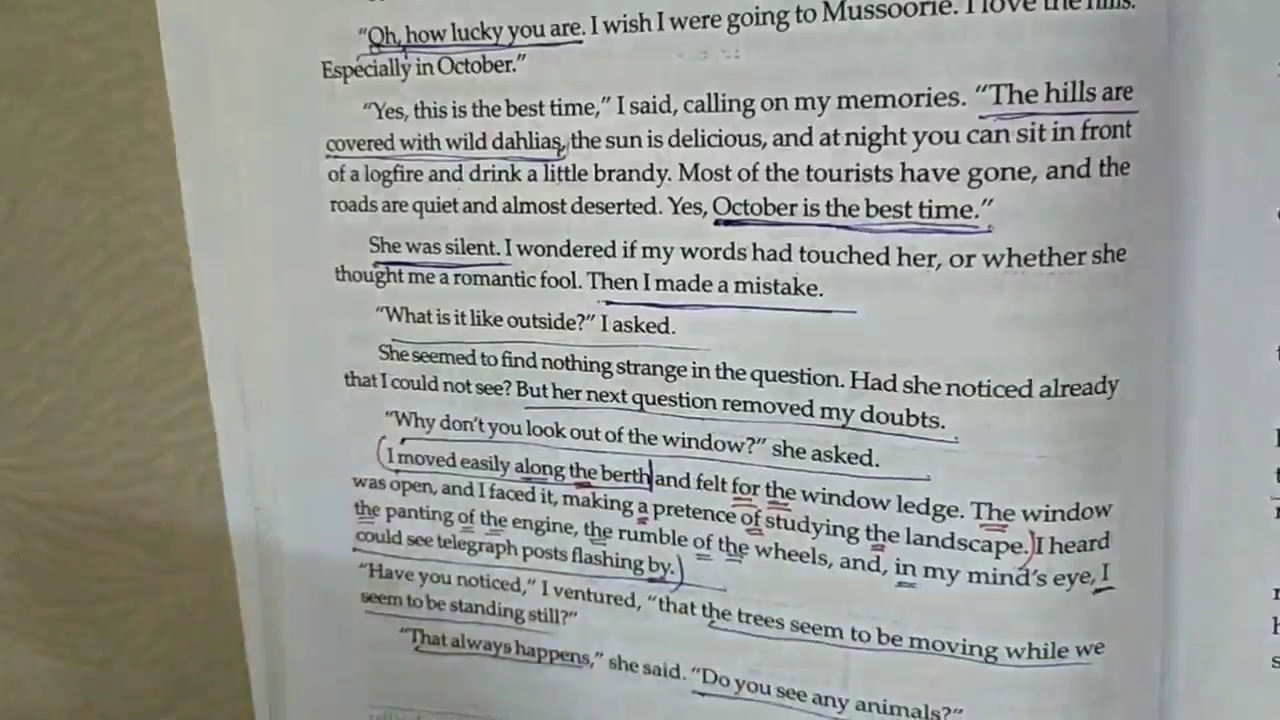 "Oh, how lucky you are. I wish I were going to Mussoorie. I love the hills.
Especially in October."
"Yes, this is the best time," I said, calling on my memories. "The hills are
covered with wild dahlias, the sun is delicious, and at night you can sit in front
of a logfire and drink a little brandy. Most of the tourists have gone, and the
roads are quiet and almost deserted. Yes, October is the best time."
She was silent. I wondered if my words had touched her, or whether she
thought me a romantic fool. Then I made a mistake.
"What is it like outside?" I asked.
She seemed to find nothing strange in the question. Had she noticed already
that I could not see? But her next question removed my doubts.
"Why don't you look out of the window?" she asked.
I moved easily along the berth and felt for the window ledge. The window
was open, and I faced it, making a pretence of studying the landscape. I heard
the panting of the engine, the rumble of the wheels, and, in my mind's eye, I
could see telegraph posts flashing by.
"Have you noticed," I ventured, "that the trees seem to be moving while we
seem to be standing still?"
"That always happens," she said. "Do you see any animals?"